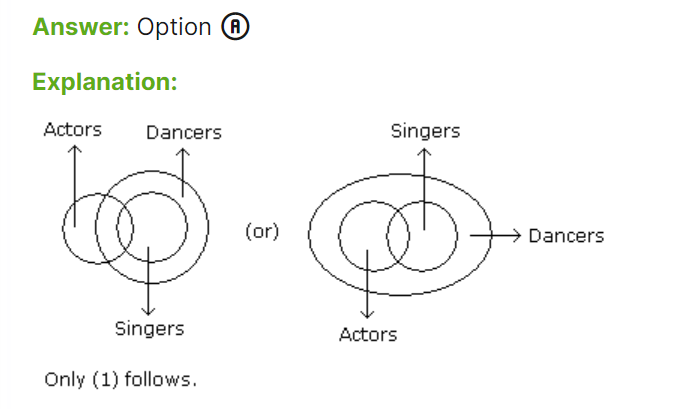 Answer: Option Ⓐ
Explanation:
Actors Dancers Singers
(or) Dancers
Singers Actors
Only (1) follows.